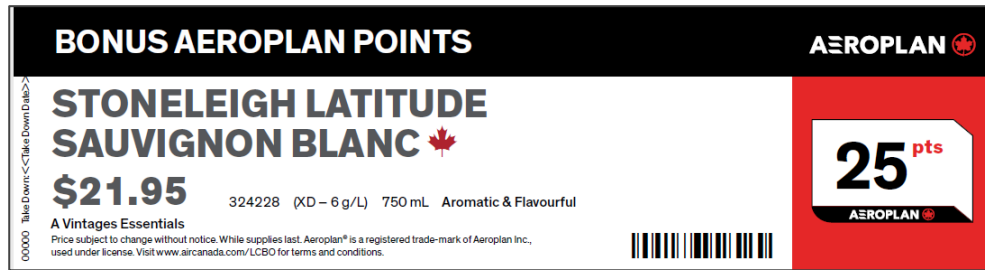 BONUS AEROPLAN POINTS
AEROPLAN
00000 Take Down: <<Take Down Date>>
STONELEIGH LATITUDE
SAUVIGNON BLANC
$21.95 324228 (XD – 6 g/L) 750 mL Aromatic & Flavourful
A Vintages Essentials
Price subject to change without notice. While supplies last. Aeroplan® is a registered trade-mark of Aeroplan Inc.,
used under license. Visit www.aircanada.com/LCBO for terms and conditions.
25 pts
AEROPLAN